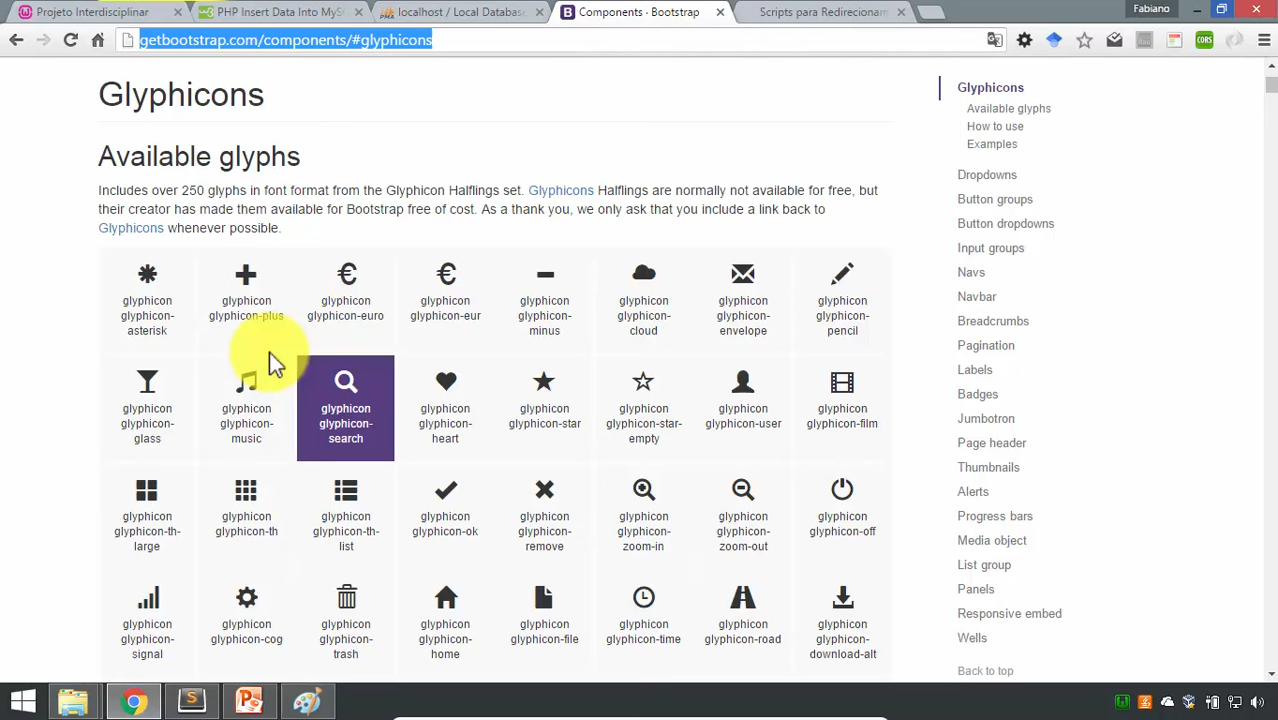 Projeto Interdisciplinar
PHP Insert Data Into MyS
localhost / Local Database
Components · Bootstrap
Scripts para Redirecionam
Fabiano
getbootstrap.com/components/#glyphicons
CORS
Glyphicons
Available glyphs
Includes over 250 glyphs in font format from the Glyphicon Halflings set. Glyphicons Halflings are normally not available for free, but
their creator has made them available for Bootstrap free of cost. As a thank you, we only ask that you include a link back to
Glyphicons whenever possible.
glyphicon
glyphicon-
asterisk
glyphicon
glyphicon-plus
glyphicon
glyphicon-euro
glyphicon
glyphicon-eur
glyphicon
glyphicon-
minus
glyphicon
glyphicon-
cloud
glyphicon
glyphicon-
envelope
glyphicon
glyphicon-
pencil
glyphicon
glyphicon-
glass
glyphicon
glyphicon-
music
glyphicon
glyphicon-
search
glyphicon
glyphicon-
heart
glyphicon
glyphicon-star
glyphicon
glyphicon-star-
empty
glyphicon
glyphicon-user
glyphicon
glyphicon-film
glyphicon
glyphicon-th-
large
glyphicon
glyphicon-th
glyphicon
glyphicon-th-
list
glyphicon
glyphicon-ok
glyphicon
glyphicon-
remove
glyphicon
glyphicon-
zoom-in
glyphicon
glyphicon-
zoom-out
glyphicon
glyphicon-off
glyphicon
glyphicon-
signal
glyphicon
glyphicon-cog
glyphicon
glyphicon-
trash
glyphicon
glyphicon-
home
glyphicon
glyphicon-file
glyphicon
glyphicon-time
glyphicon
glyphicon-road
glyphicon
glyphicon-
download-alt
Glyphicons
Available glyphs
How to use
Examples
Dropdowns
Button groups
Button dropdowns
Input groups
Navs
Navbar
Breadcrumbs
Pagination
Labels
Badges
Jumbotron
Page header
Thumbnails
Alerts
Progress bars
Media object
List group
Panels
Responsive embed
Wells
Back to top